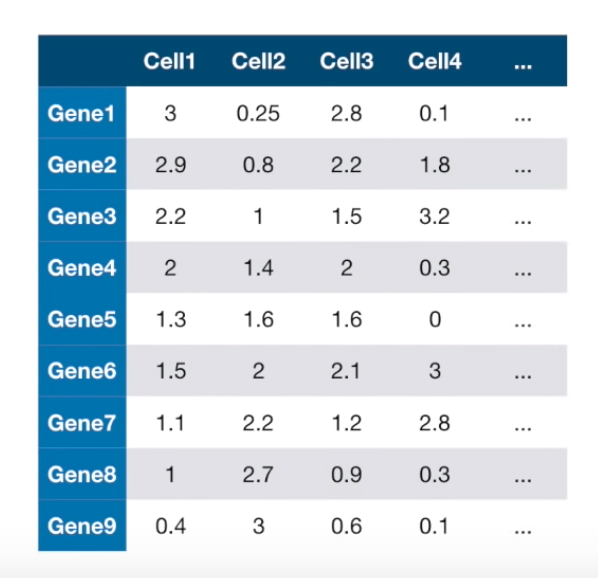 Cell1 Cell2 Cell3 Cell4 ...
Gene1 3 0.25 2.8 0.1 ...
Gene2 2.9 0.8 2.2 1.8 ...
Gene3 2.2 1 1.5 3.2 ...
Gene4 2 1.4 2 0.3 ...
Gene5 1.3 1.6 1.6 0 ...
Gene6 1.5 2 2.1 3 ...
Gene7 1.1 2.2 1.2 2.8 ...
Gene8 1 2.7 0.9 0.3 ...
Gene9 0.4 3 0.6 0.1 ...